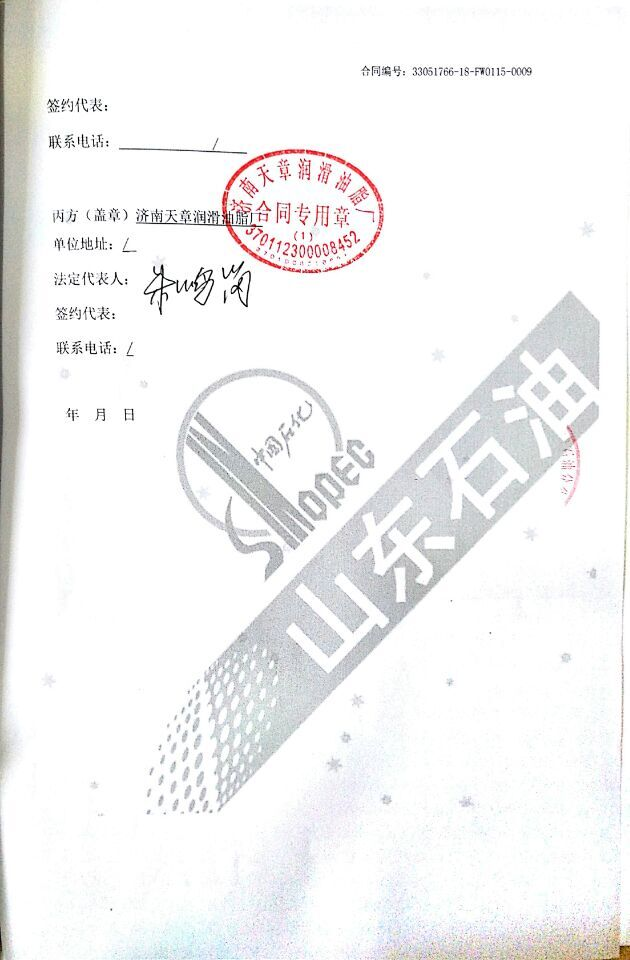 合同编号：33051766-18-FW0115-0009
签约代表：
联系电话： /
丙方（盖章）济南天章润滑油脂厂
济南天章润滑油脂厂
合同专用章
(1)
370112300008452
单位地址：/
法定代表人：
签约代表：
联系电话：/
年 月 日
中国石化
SINOPEC
山东石油